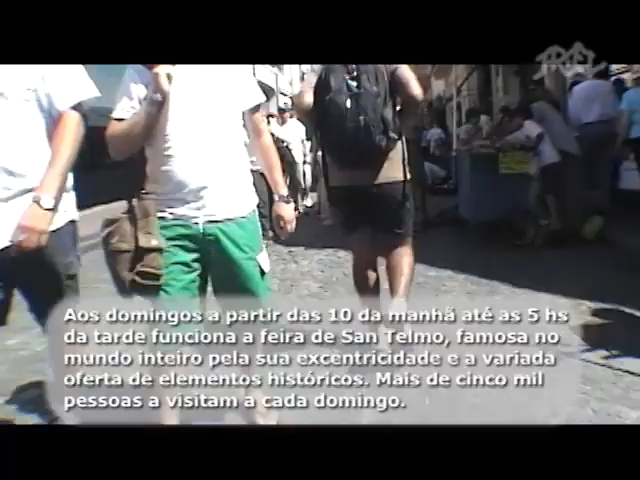 Aos domingos a partir das 10 da manhã até as 5 hs
da tarde funciona a feira de San Telmo, famosa no
mundo inteiro pela sua excentricidade e a variada
oferta de elementos históricos. Mais de cinco mil
pessoas a visitam a cada domingo.